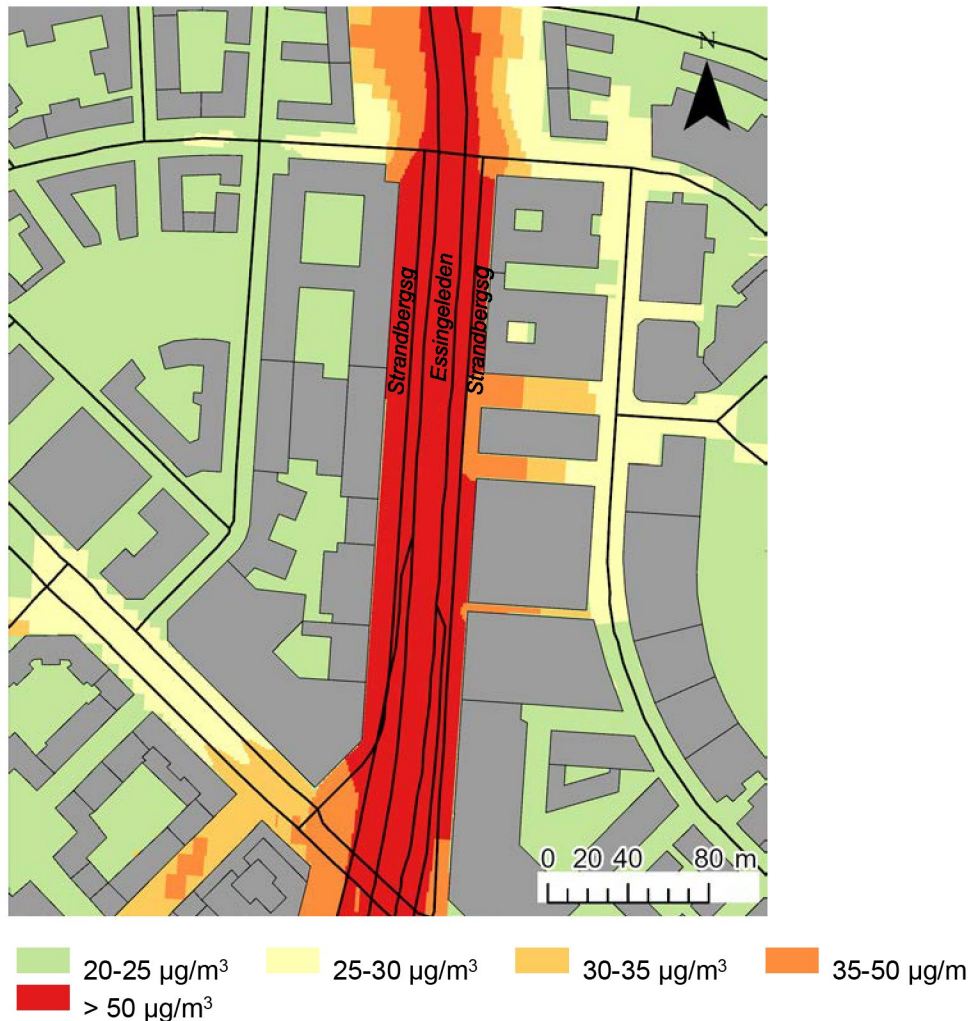 N
Strandbergsg
Essingeleden
Strandbergsg
0 20 40 80 m
20-25 µg/m³ 25-30 µg/m³ 30-35 µg/m³ 35-50 µg/m
> 50 µg/m³